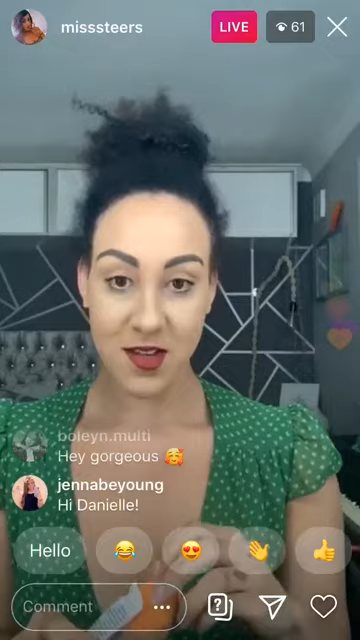 misssteers
LIVE
61
boleyn.multi
Hey gorgeous 🥰
jennabeyoung
Hi Danielle!
Hello 😂 😍 👋 👍
Comment